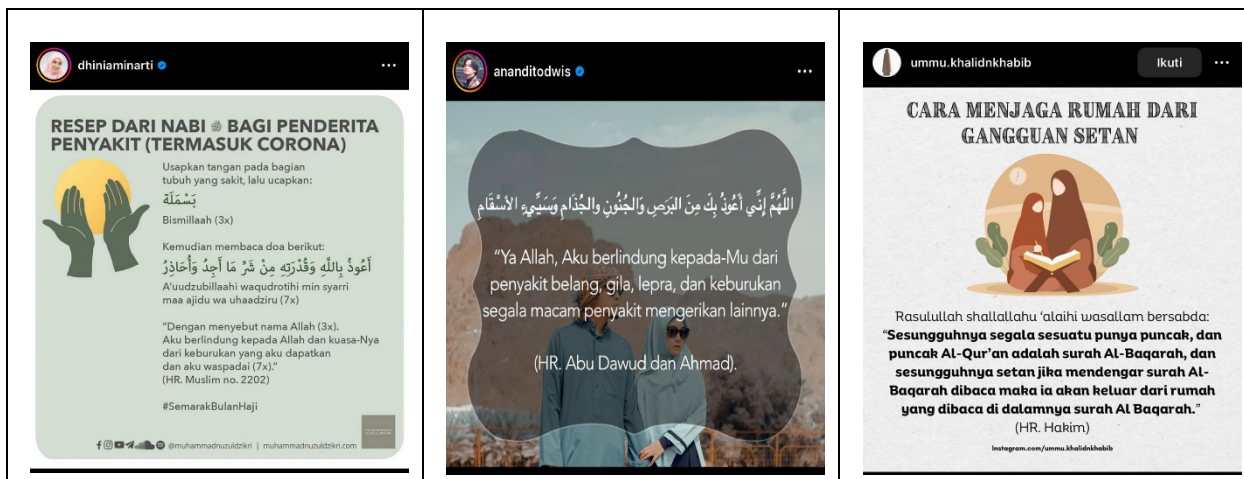 dhiniaminarti
RESEP DARI NABI ﷺ BAGI PENDERITA
PENYAKIT (TERMASUK CORONA)
Usapkan tangan pada bagian
tubuh yang sakit, lalu ucapkan:
بَسْمَلَة
Bismillaah (3x)
Kemudian membaca doa berikut:
أَعُوذُ بِاللَّهِ وَقُدْرَتِهِ مِنْ شَرِّ مَا أَجِدُ وَأُحَاذِرُ
A'uudzubillaahi waqudrotihi min syarri
maa ajidu wa uhaadziru (7x)
"Dengan menyebut nama Allah (3x).
Aku berlindung kepada Allah dan kuasa-Nya
dari keburukan yang aku dapatkan
dan aku waspadai (7x)."
(HR. Muslim no. 2202)
#SemarakBulanHaji
@muhammadnuzuldzikri | muhammadnuzuldzikri.com
ananditodwis
اللَّهُمَّ إِنِّي أَعُوذُ بِكَ مِنَ البَرَصِ وَالجُنُونِ والجُذَامِ وَسَيِّيءِ الأسْقَامِ
"Ya Allah, Aku berlindung kepada-Mu dari
penyakit belang, gila, lepra, dan keburukan
segala macam penyakit mengerikan lainnya."
(HR. Abu Dawud dan Ahmad).
ummu.khalidnkhabib
Ikuti
CARA MENJAGA RUMAH DARI
GANGGUAN SETAN
Rasulullah shallallahu 'alaihi wasallam bersabda:
"Sesungguhnya segala sesuatu punya puncak, dan
puncak Al-Qur'an adalah surah Al-Baqarah, dan
sesungguhnya setan jika mendengar surah Al-
Baqarah dibaca maka ia akan keluar dari rumah
yang dibaca di dalamnya surah Al Baqarah."
(HR. Hakim)
Instagram.com/ummu.khalidnkhabib